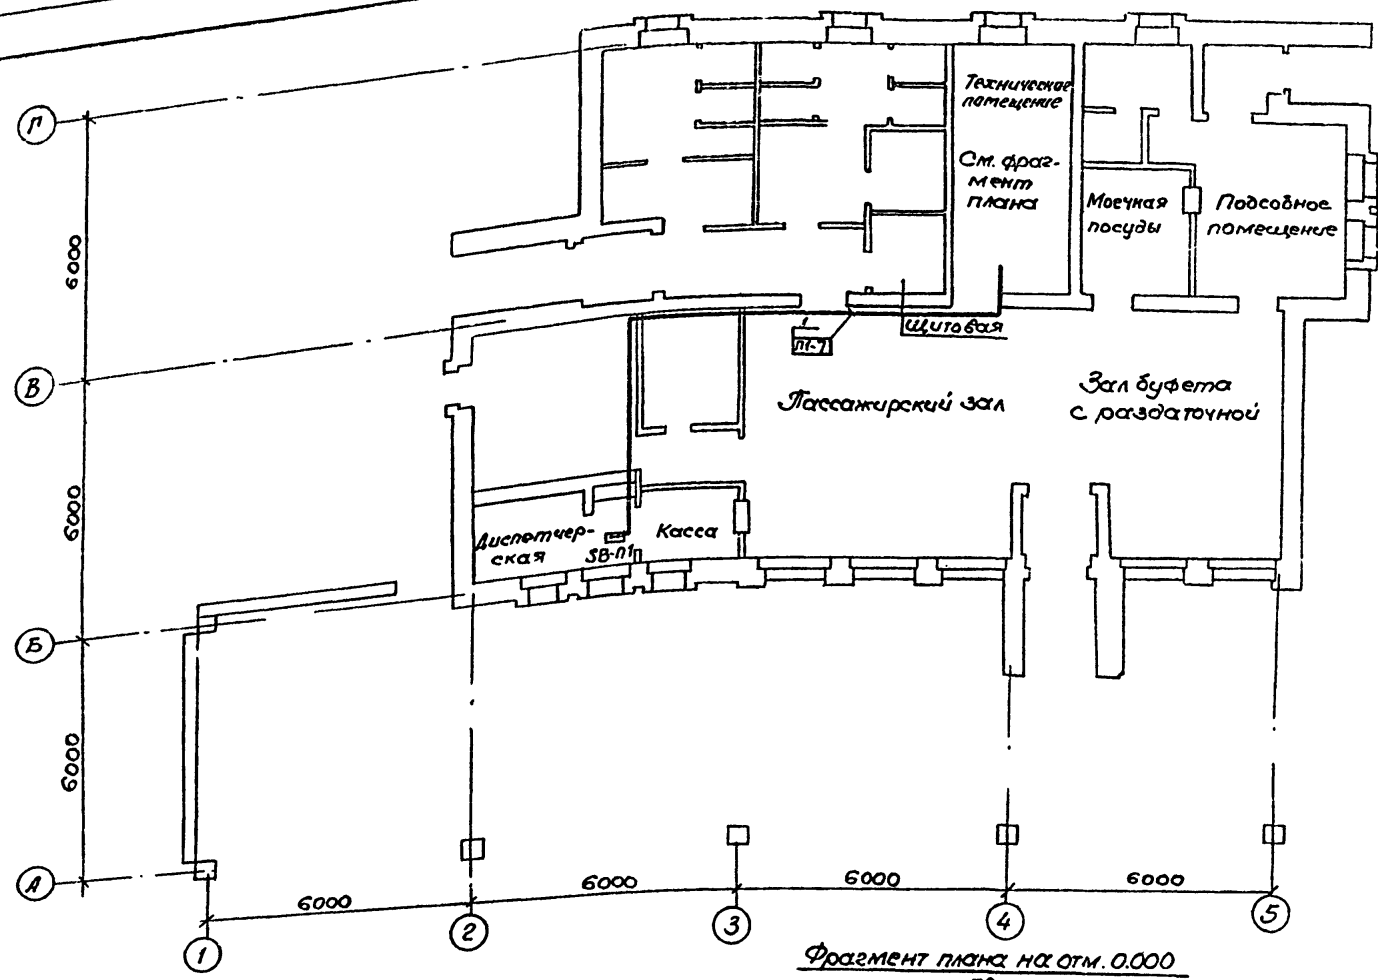 Техническое
помещение
См. фраг-
мент
плана
Моечная
посуды
Подсобное
помещение
Щитовая
1
П1-7
Пассажирский зал
Зал буфета
с раздаточной
Диспетчер-
ская
SB-П1
Касса
Г
В
Б
А
6000
6000
6000
6000
6000
6000
6000
1
2
3
4
5
Фрагмент плана на отм. 0.000